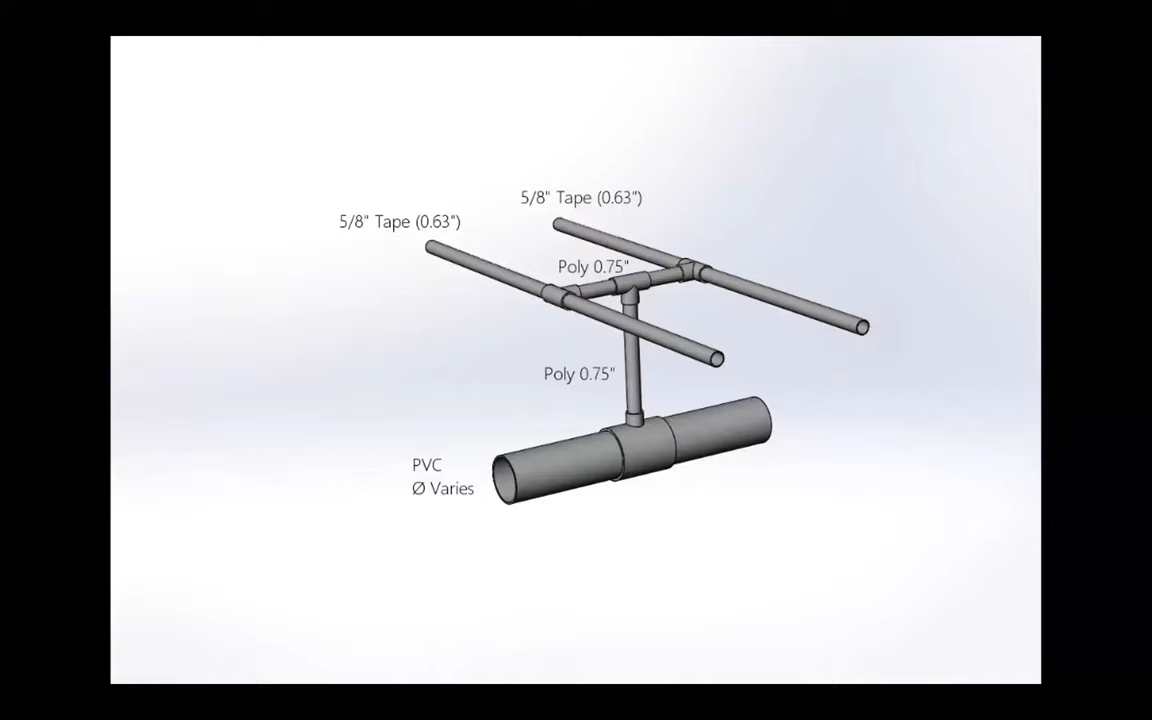 5/8" Tape (0.63")
5/8" Tape (0.63")
Poly 0.75"
Poly 0.75"
PVC
Ø Varies